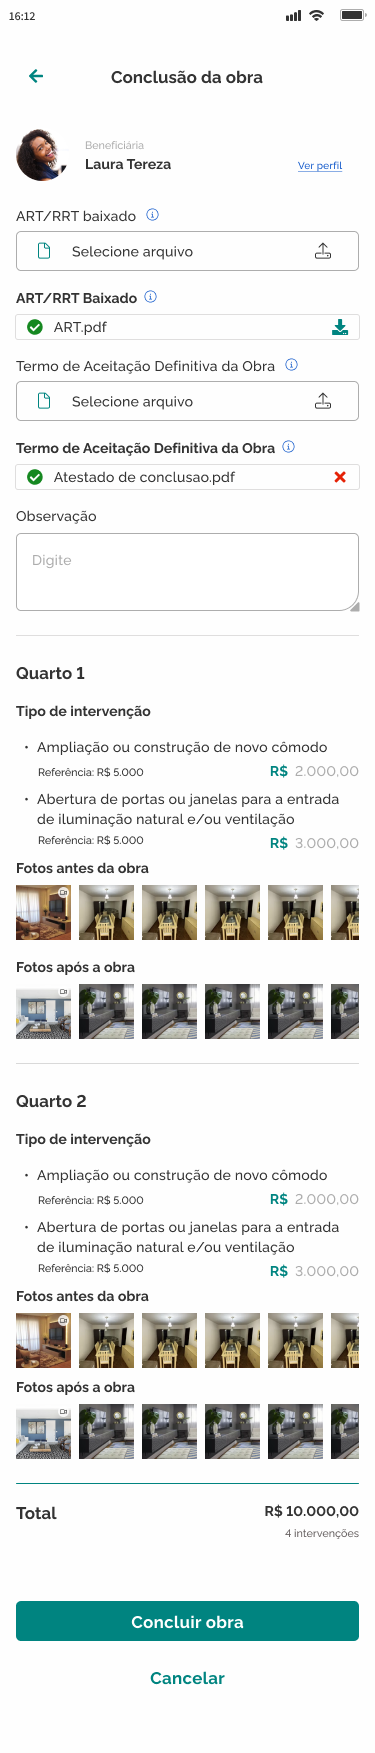 16:12
Conclusão da obra
Beneficiária
Laura Tereza
Ver perfil
ART/RRT baixado
Selecione arquivo
ART/RRT Baixado
ART.pdf
Termo de Aceitação Definitiva da Obra
Selecione arquivo
Termo de Aceitação Definitiva da Obra
Atestado de conclusao.pdf
Observação
Digite
Quarto 1
Tipo de intervenção
• Ampliação ou construção de novo cômodo
Referência: R$ 5.000 R$ 2.000,00
• Abertura de portas ou janelas para a entrada
de iluminação natural e/ou ventilação
Referência: R$ 5.000 R$ 3.000,00
Fotos antes da obra
Fotos após a obra
Quarto 2
Tipo de intervenção
• Ampliação ou construção de novo cômodo
Referência: R$ 5.000 R$ 2.000,00
• Abertura de portas ou janelas para a entrada
de iluminação natural e/ou ventilação
Referência: R$ 5.000 R$ 3.000,00
Fotos antes da obra
Fotos após a obra
Total R$ 10.000,00
4 intervenções
Concluir obra
Cancelar